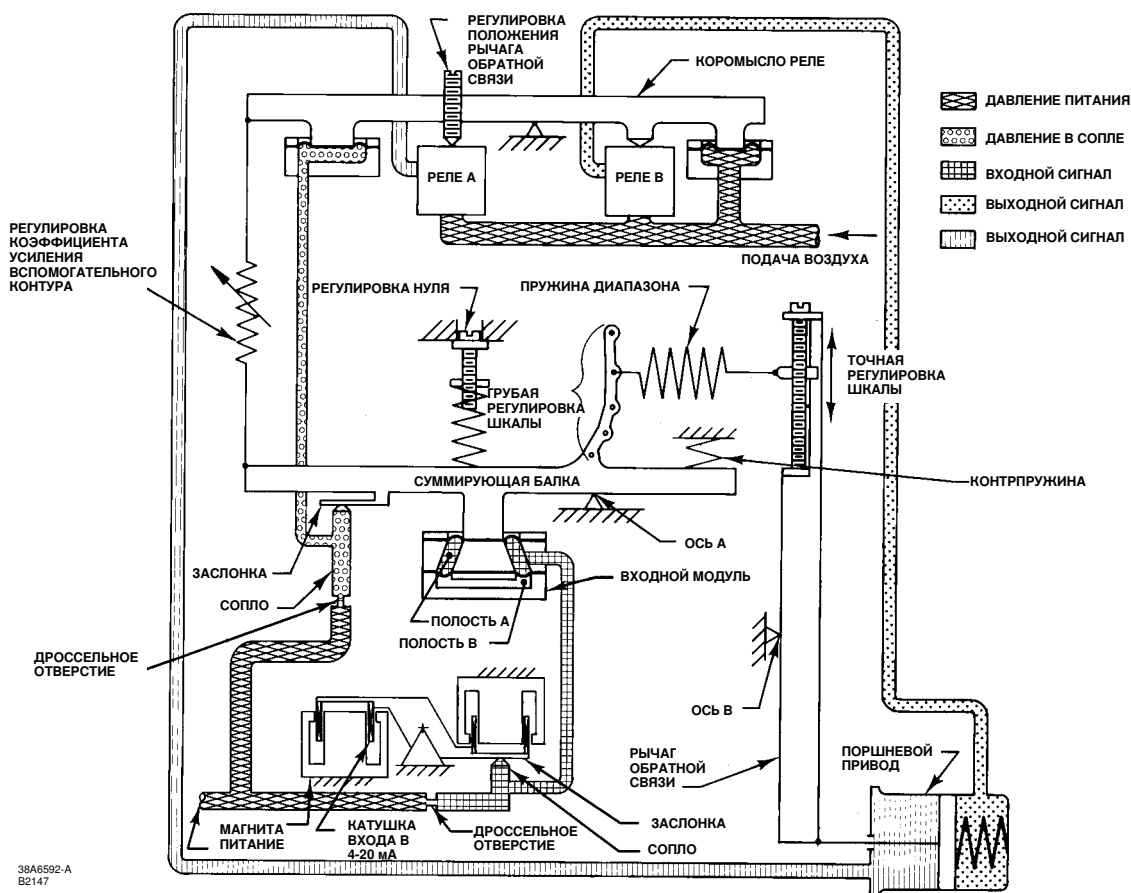 РЕГУЛИРОВКА
ПОЛОЖЕНИЯ
РЫЧАГА
ОБРАТНОЙ
СВЯЗИ
КОРОМЫСЛО РЕЛЕ
ДАВЛЕНИЕ ПИТАНИЯ
ДАВЛЕНИЕ В СОПЛЕ
ВХОДНОЙ СИГНАЛ
ВЫХОДНОЙ СИГНАЛ
ВЫХОДНОЙ СИГНАЛ
РЕЛЕ А
РЕЛЕ В
ПОДАЧА ВОЗДУХА
РЕГУЛИРОВКА
КОЭФФИЦИЕНТА
УСИЛЕНИЯ
ВСПОМОГАТЕЛЬНОГО
КОНТУРА
РЕГУЛИРОВКА НУЛЯ
ПРУЖИНА ДИАПАЗОНА
ТОЧНАЯ
РЕГУЛИРОВКА
ШКАЛЫ
ГРУБАЯ
РЕГУЛИРОВКА
ШКАЛЫ
СУММИРУЮЩАЯ БАЛКА
КОНТРПРУЖИНА
ОСЬ А
ЗАСЛОНКА
ВХОДНОЙ МОДУЛЬ
СОПЛО
ПОЛОСТЬ А
ПОЛОСТЬ В
ДРОССЕЛЬНОЕ
ОТВЕРСТИЕ
ОСЬ В
РЫЧАГ
ОБРАТНОЙ
СВЯЗИ
ПОРШНЕВОЙ
ПРИВОД
МАГНИТА
ПИТАНИЕ
КАТУШКА
ВХОДА В
4-20 мА
ДРОССЕЛЬНОЕ
ОТВЕРСТИЕ
ЗАСЛОНКА
СОПЛО
38A6592-A
B2147